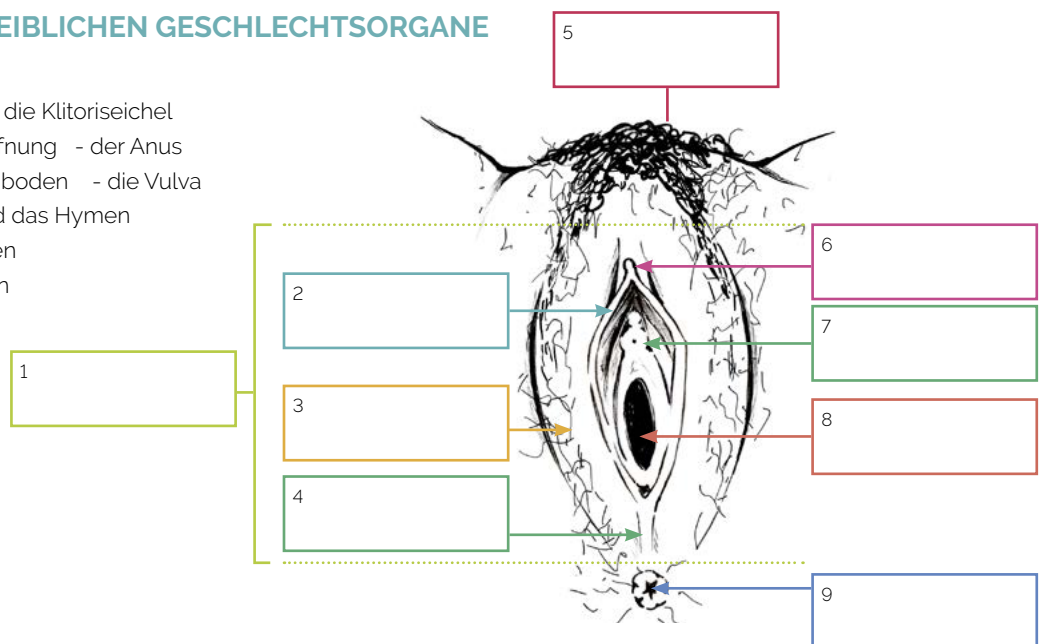 EIBLICHEN GESCHLECHTSORGANE
5
die Klitoriseichel
fnung - der Anus
boden - die Vulva
d das Hymen
en
n
6
2
7
1
3
8
4
9